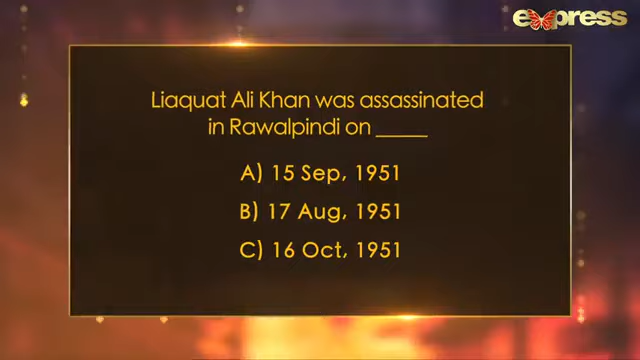 express
Liaquat Ali Khan was assassinated
in Rawalpindi on _____
A) 15 Sep, 1951
B) 17 Aug, 1951
C) 16 Oct, 1951